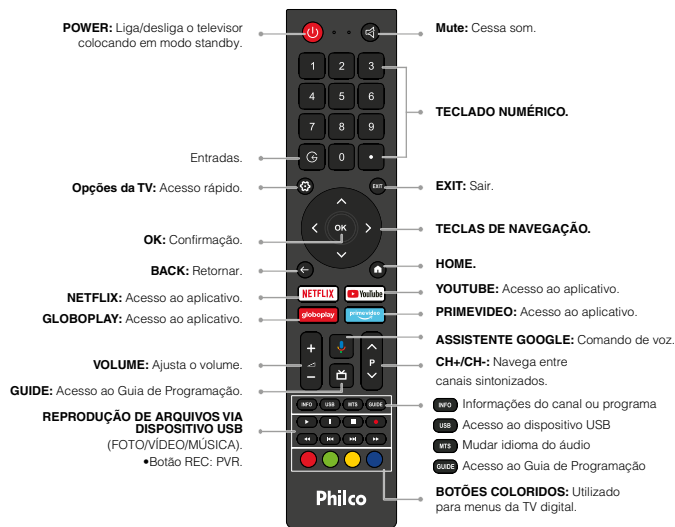 POWER: Liga/desliga o televisor
colocando em modo standby.
Entradas.
Opções da TV: Acesso rápido.
OK: Confirmação.
BACK: Retornar.
NETFLIX: Acesso ao aplicativo.
GLOBOPLAY: Acesso ao aplicativo.
VOLUME: Ajusta o volume.
GUIDE: Acesso ao Guia de Programação.
REPRODUÇÃO DE ARQUIVOS VIA
DISPOSITIVO USB
(FOTO/VÍDEO/MÚSICA).
•Botão REC: PVR.
1 2 3
4 5 6
7 8 9
0 •
EXIT
OK
NETFLIX YouTube
globoplay primevideo
+ P
−
INFO USB MTS GUIDE
Philco
Mute: Cessa som.
TECLADO NUMÉRICO.
EXIT: Sair.
TECLAS DE NAVEGAÇÃO.
HOME.
YOUTUBE: Acesso ao aplicativo.
PRIMEVIDEO: Acesso ao aplicativo.
ASSISTENTE GOOGLE: Comando de voz.
CH+/CH-: Navega entre
canais sintonizados.
INFO Informações do canal ou programa
USB Acesso ao dispositivo USB
MTS Mudar idioma do áudio
GUIDE Acesso ao Guia de Programação
BOTÕES COLORIDOS: Utilizado
para menus da TV digital.